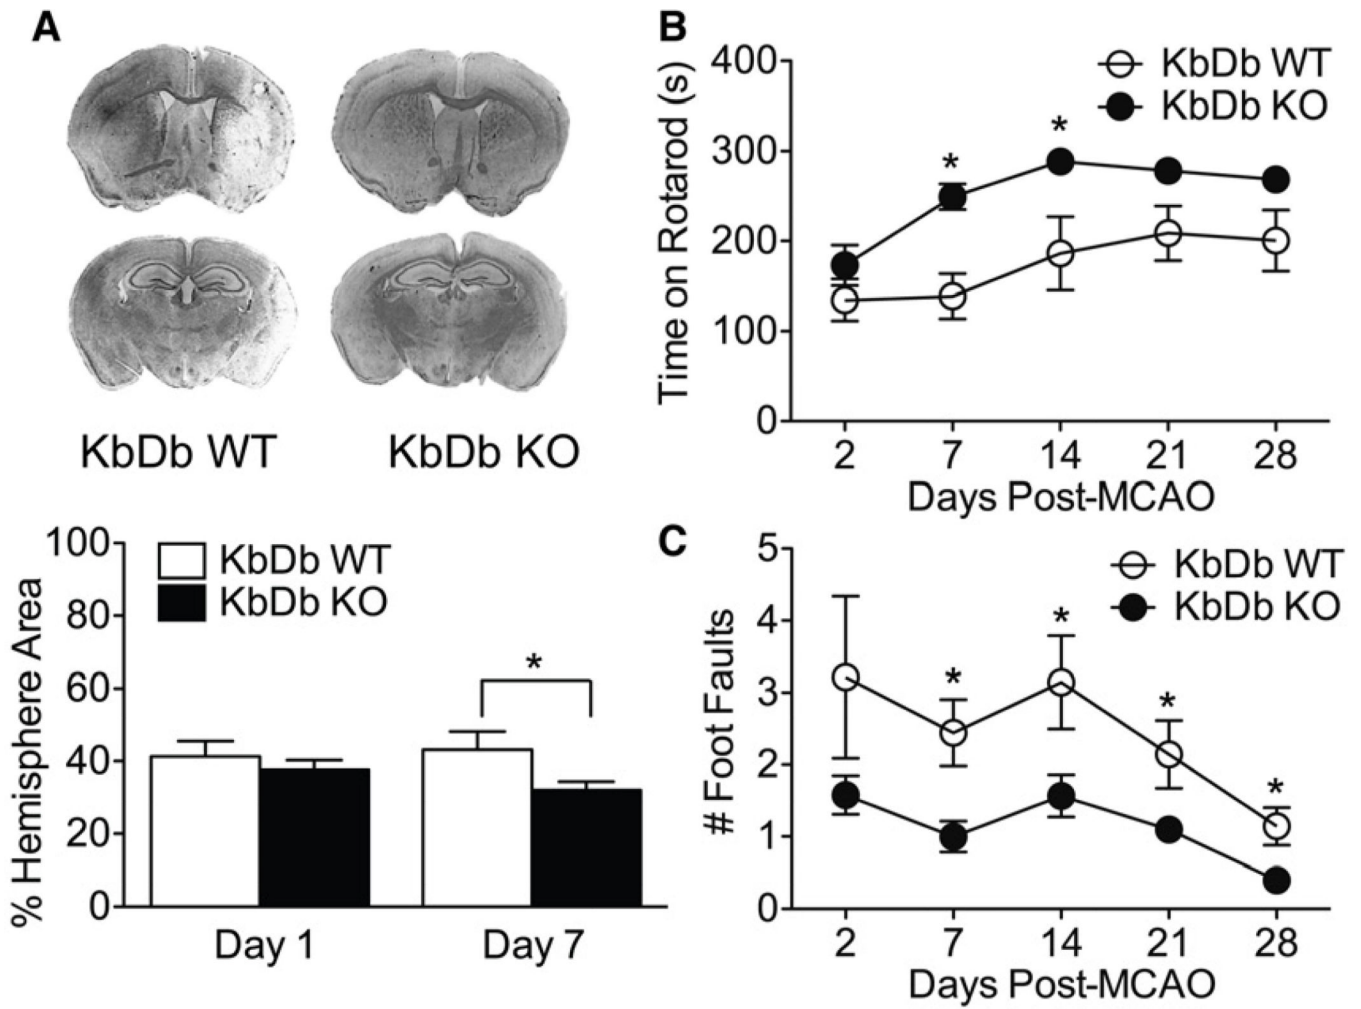 A
KbDb WT
KbDb KO
100
80
60
40
20
0
% Hemisphere Area
KbDb WT
KbDb KO
*
Day 1
Day 7
B
400
300
200
100
0
Time on Rotarod (s)
KbDb WT
KbDb KO
*
*
2 7 14 21 28
Days Post-MCAO
C
5
4
3
2
1
0
# Foot Faults
KbDb WT
KbDb KO
*
*
*
*
2 7 14 21 28
Days Post-MCAO